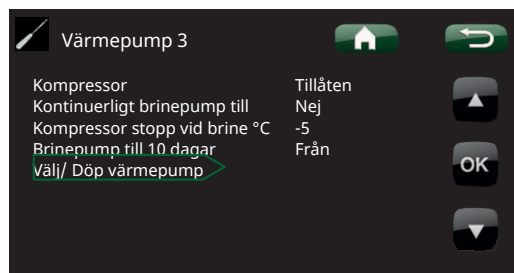 Värmepump 3
Kompressor Tillåten
Kontinuerligt brinepump till Nej
Kompressor stopp vid brine °C -5
Brinepump till 10 dagar Från
Välj/ Döp värmepump
OK